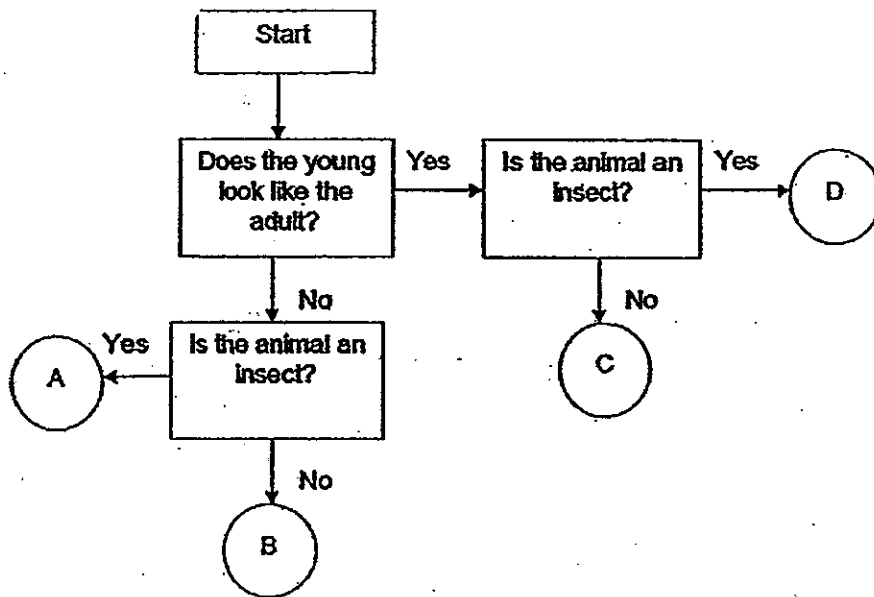 Start
Does the young
look like the
adult?
Yes
Is the animal an
insect?
Yes
D
No
No
Yes
Is the animal an
insect?
A
C
No
B